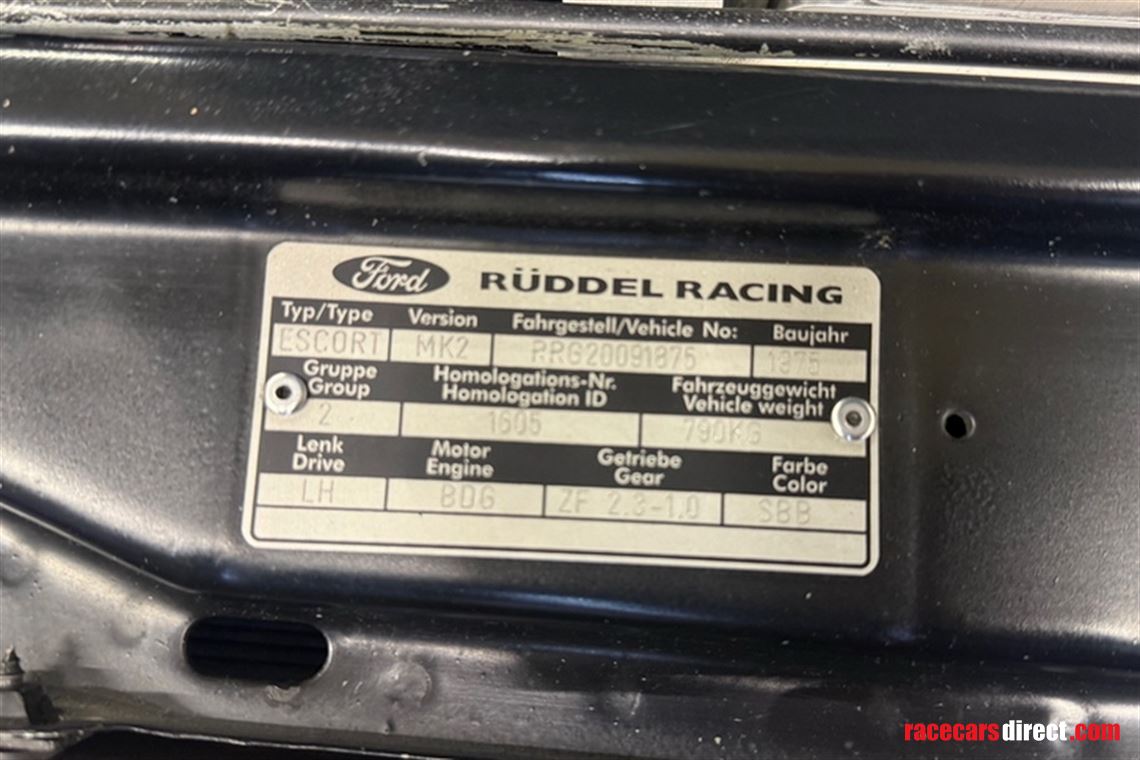 Ford RÜDDEL RACING
Typ/Type Version Fahrgestell/Vehicle No: Baujahr
ESCORT MK2 RRG20091875 1975
Gruppe Homologations-Nr. Fahrzeuggewicht
Group Homologation ID Vehicle weight
2 1605 790KG
Lenk Motor Getriebe Farbe
Drive Engine Gear Color
LH BDG ZF 2.3-1.0 SBB
racecarsdirect.com